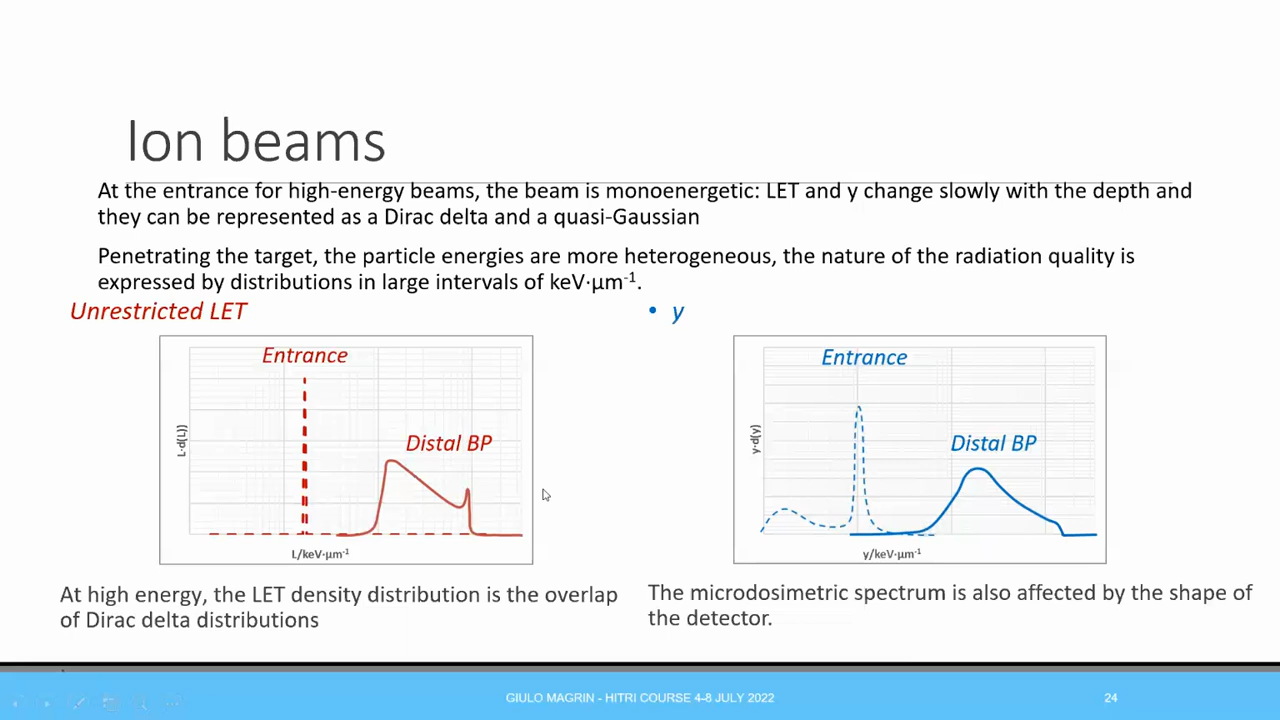 Ion beams
At the entrance for high-energy beams, the beam is monoenergetic: LET and y change slowly with the depth and
they can be represented as a Dirac delta and a quasi-Gaussian
Penetrating the target, the particle energies are more heterogeneous, the nature of the radiation quality is
expressed by distributions in large intervals of keV·µm⁻¹.
Unrestricted LET
Entrance
Distal BP
L·d(L)
L/keV·µm⁻¹
At high energy, the LET density distribution is the overlap
of Dirac delta distributions
• y
Entrance
Distal BP
y·d(y)
y/keV·µm⁻¹
The microdosimetric spectrum is also affected by the shape of
the detector.
GIULO MAGRIN - HITRI COURSE 4-8 JULY 2022
24